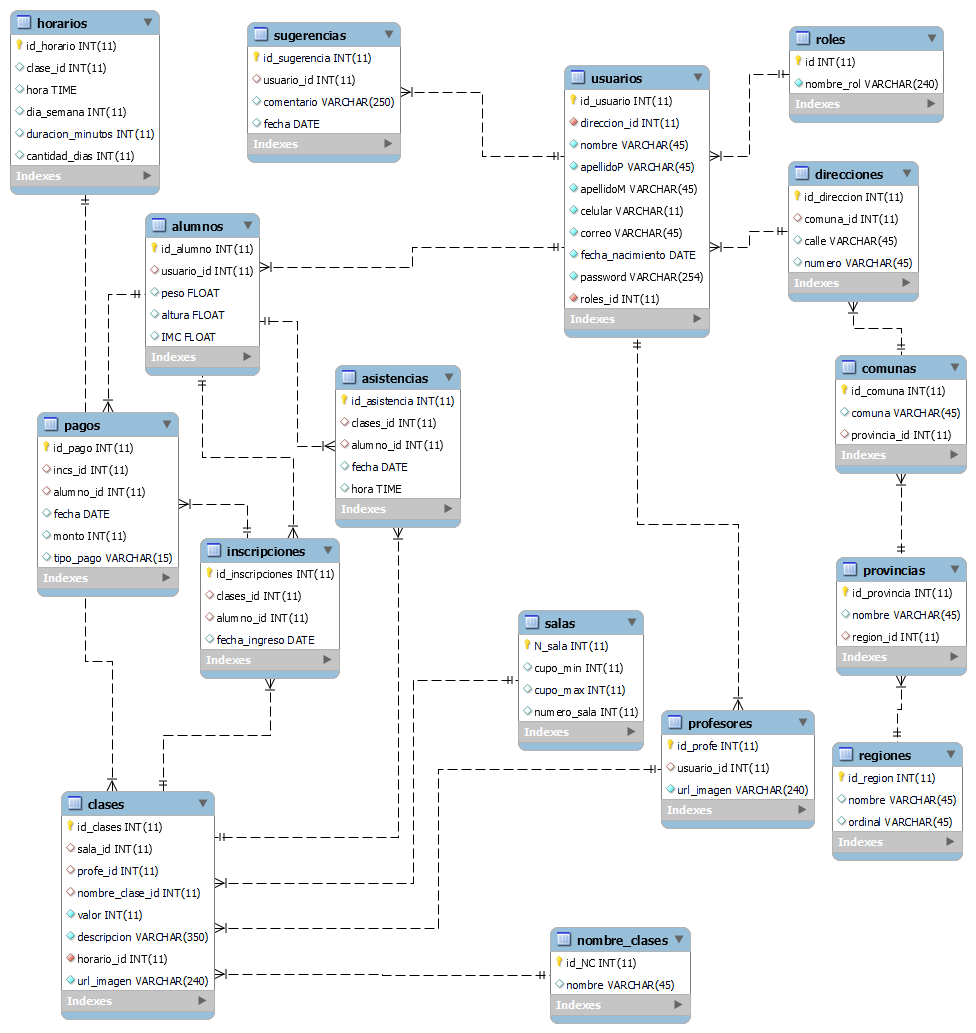 horarios
id_horario INT(11)
clase_id INT(11)
hora TIME
dia_semana INT(11)
duracion_minutos INT(11)
cantidad_dias INT(11)
Indexes
sugerencias
id_sugerencia INT(11)
usuario_id INT(11)
comentario VARCHAR(250)
fecha DATE
Indexes
usuarios
id_usuario INT(11)
direccion_id INT(11)
nombre VARCHAR(45)
apellidoP VARCHAR(45)
apellidoM VARCHAR(45)
celular VARCHAR(11)
correo VARCHAR(45)
fecha_nacimiento DATE
password VARCHAR(254)
roles_id INT(11)
Indexes
roles
id INT(11)
nombre_rol VARCHAR(240)
Indexes
direcciones
id_direccion INT(11)
comuna_id INT(11)
calle VARCHAR(45)
numero VARCHAR(45)
Indexes
alumnos
id_alumno INT(11)
usuario_id INT(11)
peso FLOAT
altura FLOAT
IMC FLOAT
Indexes
asistencias
id_asistencia INT(11)
clases_id INT(11)
alumno_id INT(11)
fecha DATE
hora TIME
Indexes
comunas
id_comuna INT(11)
comuna VARCHAR(45)
provincia_id INT(11)
Indexes
pagos
id_pago INT(11)
incs_id INT(11)
alumno_id INT(11)
fecha DATE
monto INT(11)
tipo_pago VARCHAR(15)
Indexes
inscripciones
id_inscripciones INT(11)
clases_id INT(11)
alumno_id INT(11)
fecha_ingreso DATE
Indexes
provincias
id_provincia INT(11)
nombre VARCHAR(45)
region_id INT(11)
Indexes
salas
N_sala INT(11)
cupo_min INT(11)
cupo_max INT(11)
numero_sala INT(11)
Indexes
profesores
id_profe INT(11)
usuario_id INT(11)
url_imagen VARCHAR(240)
Indexes
regiones
id_region INT(11)
nombre VARCHAR(45)
ordinal VARCHAR(45)
Indexes
clases
id_clases INT(11)
sala_id INT(11)
profe_id INT(11)
nombre_clase_id INT(11)
valor INT(11)
descripcion VARCHAR(350)
horario_id INT(11)
url_imagen VARCHAR(240)
Indexes
nombre_clases
id_NC INT(11)
nombre VARCHAR(45)
Indexes